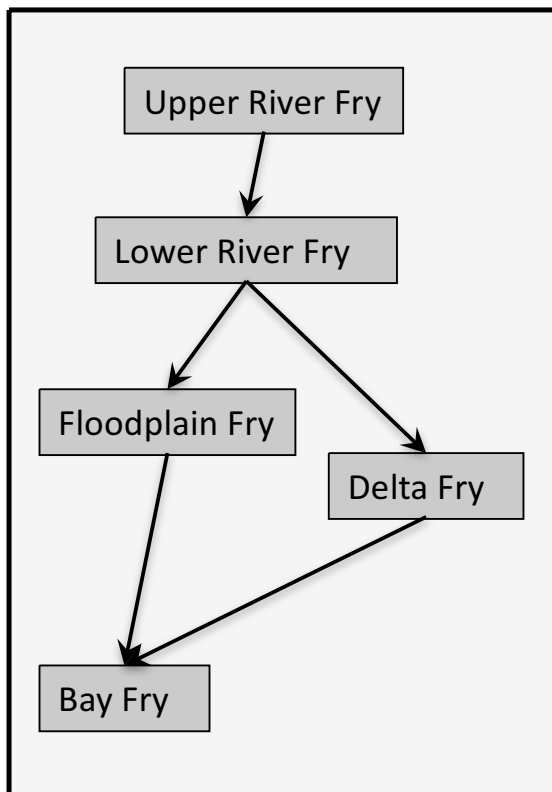 Upper River Fry
Lower River Fry
Floodplain Fry
Delta Fry
Bay Fry